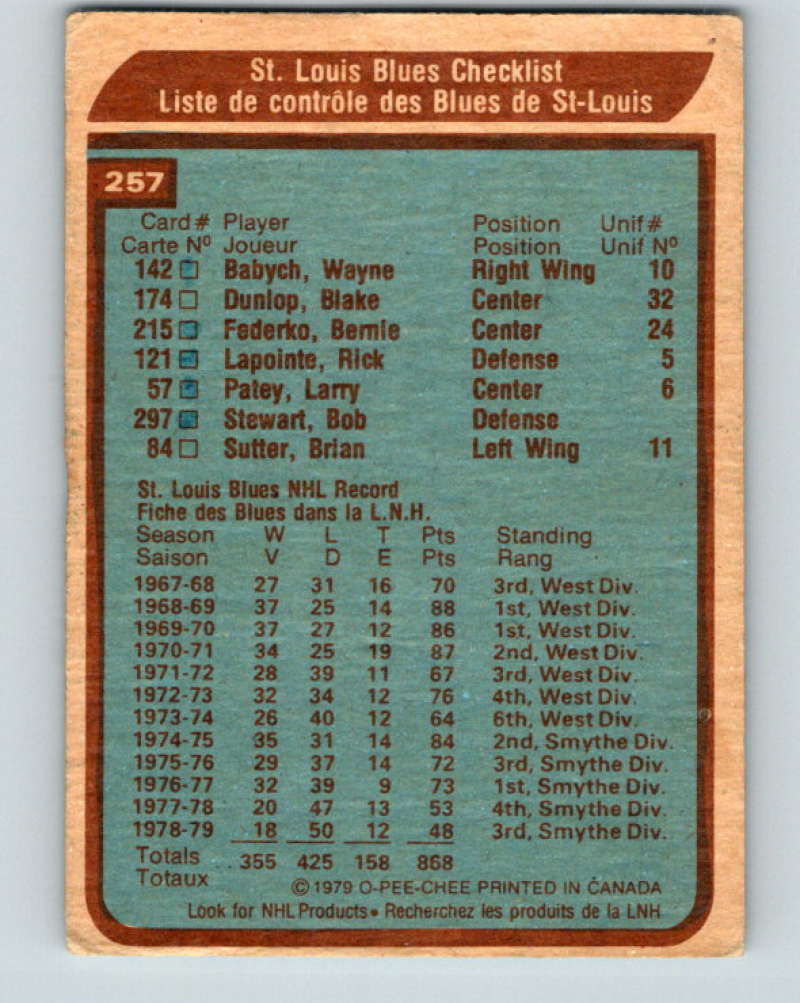 St. Louis Blues Checklist
Liste de contrôle des Blues de St-Louis
257
Card # Player Position Unif #
Carte Nº Joueur Position Unif Nº
142 □ Babych, Wayne Right Wing 10
174 □ Dunlop, Blake Center 32
215 □ Federko, Bernie Center 24
121 □ Lapointe, Rick Defense 5
57 □ Patey, Larry Center 6
297 □ Stewart, Bob Defense
84 □ Sutter, Brian Left Wing 11
St. Louis Blues NHL Record
Fiche des Blues dans la L.N.H.
Season W L T Pts Standing
Saison V D E Pts Rang
1967-68 27 31 16 70 3rd, West Div.
1968-69 37 25 14 88 1st, West Div.
1969-70 37 27 12 86 1st, West Div.
1970-71 34 25 19 87 2nd, West Div.
1971-72 28 39 11 67 3rd, West Div.
1972-73 32 34 12 76 4th, West Div.
1973-74 26 40 12 64 6th, West Div.
1974-75 35 31 14 84 2nd, Smythe Div.
1975-76 29 37 14 72 3rd, Smythe Div.
1976-77 32 39 9 73 1st, Smythe Div.
1977-78 20 47 13 53 4th, Smythe Div.
1978-79 18 50 12 48 3rd, Smythe Div.
Totals 355 425 158 868
Totaux
© 1979 O-PEE-CHEE PRINTED IN CANADA
Look for NHL Products • Recherchez les produits de la LNH